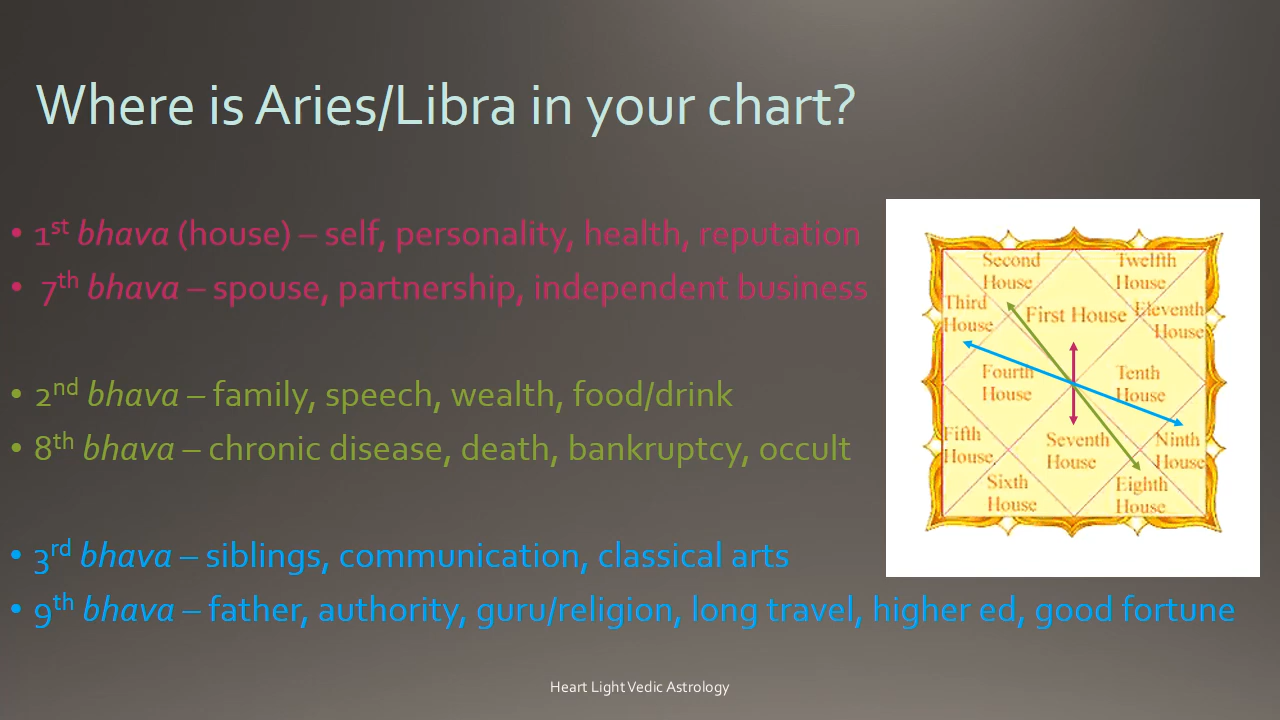 Where is Aries/Libra in your chart?
• 1st bhava (house) – self, personality, health, reputation
• 7th bhava – spouse, partnership, independent business
• 2nd bhava – family, speech, wealth, food/drink
• 8th bhava – chronic disease, death, bankruptcy, occult
• 3rd bhava – siblings, communication, classical arts
• 9th bhava – father, authority, guru/religion, long travel, higher ed, good fortune
Second
House
Twelfth
House
Third
House
First House
Eleventh
House
Fourth
House
Tenth
House
Fifth
House
Seventh
House
Ninth
House
Sixth
House
Eighth
House
Heart Light Vedic Astrology